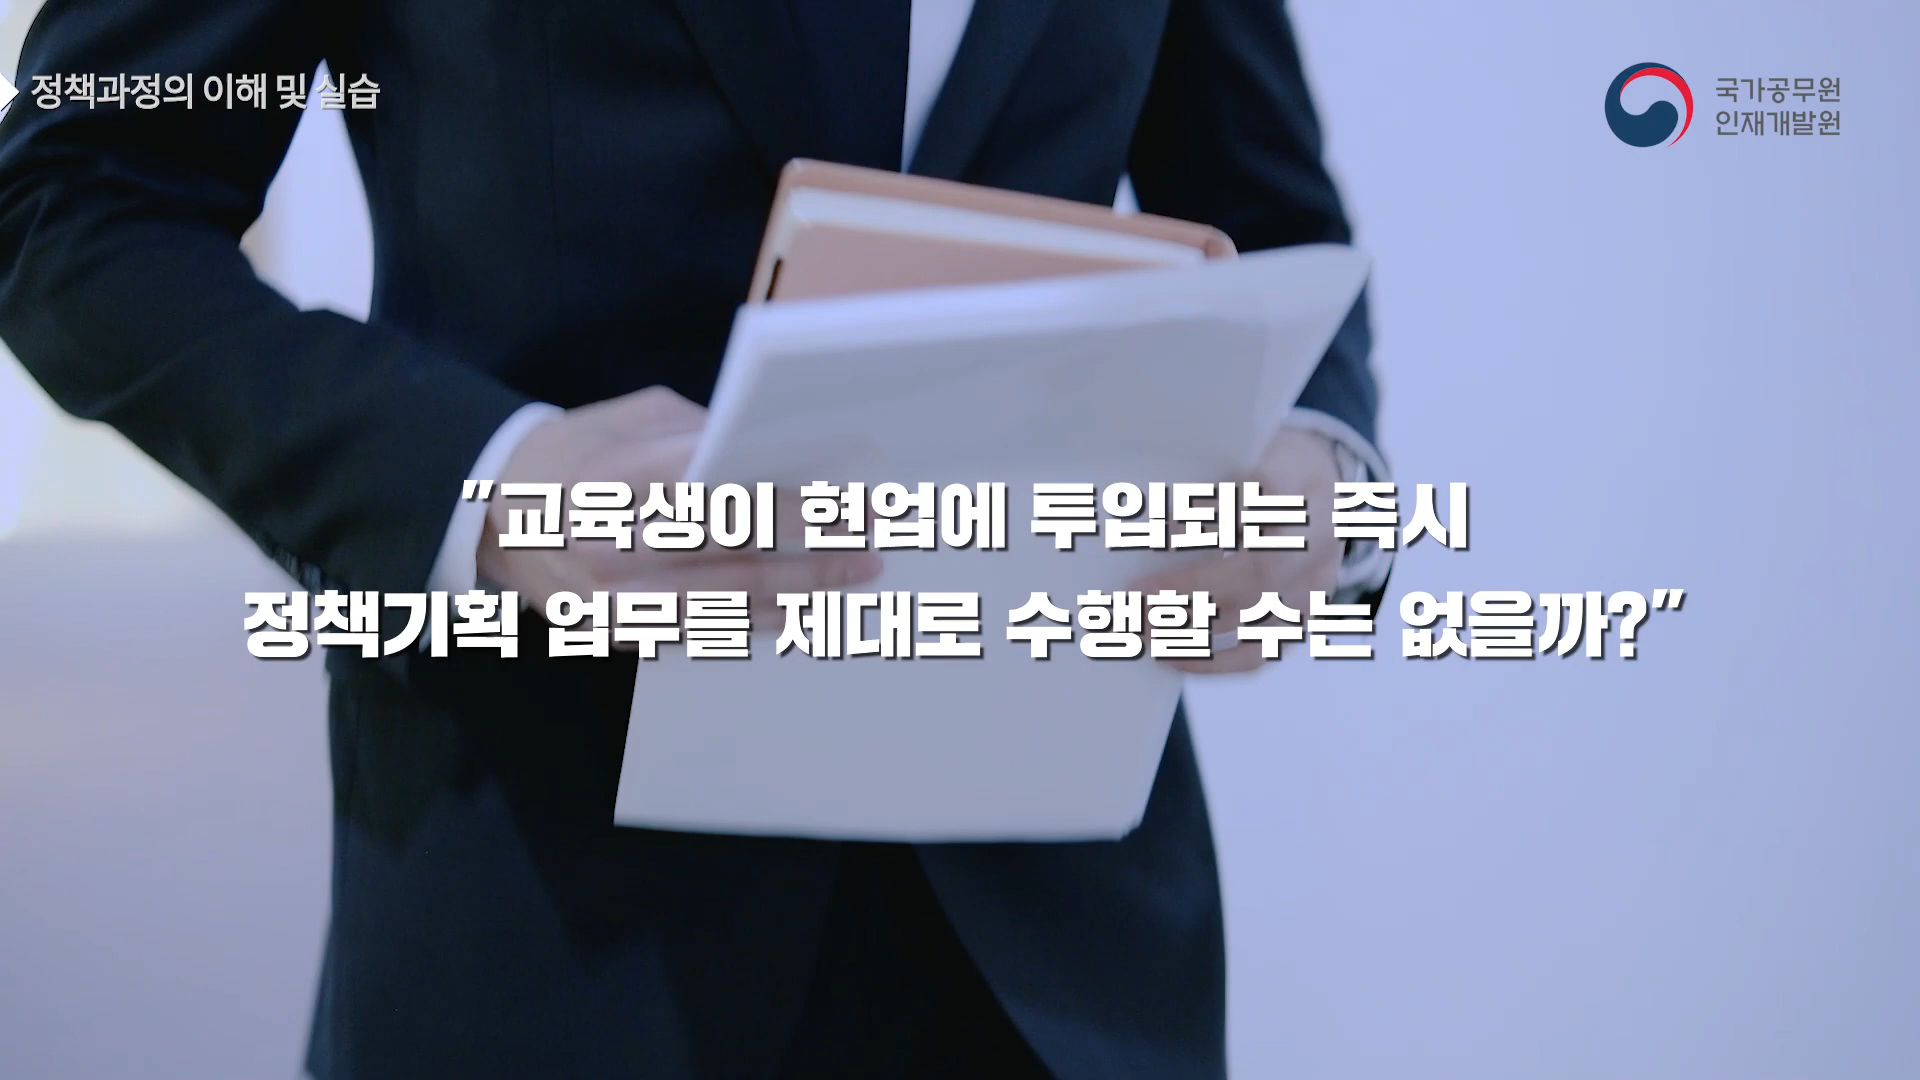 정책과정의 이해 및 실습
국가공무원
인재개발원
"교육생이 현업에 투입되는 즉시
정책기획 업무를 제대로 수행할 수는 없을까?"